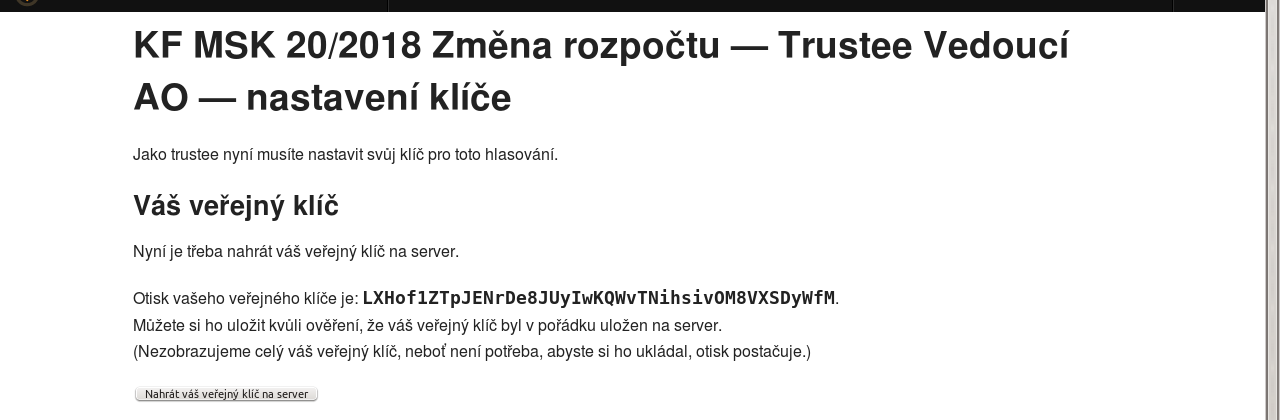 KF MSK 20/2018 Změna rozpočtu — Trustee Vedoucí
AO — nastavení klíče
Jako trustee nyní musíte nastavit svůj klíč pro toto hlasování.
Váš veřejný klíč
Nyní je třeba nahrát váš veřejný klíč na server.
Otisk vašeho veřejného klíče je: LXHof1ZTpJENrDe8JUyIwKQWvTNihsivOM8VXSDyWfM.
Můžete si ho uložit kvůli ověření, že váš veřejný klíč byl v pořádku uložen na server.
(Nezobrazujeme celý váš veřejný klíč, neboť není potřeba, abyste si ho ukládal, otisk postačuje.)
Nahrát váš veřejný klíč na server